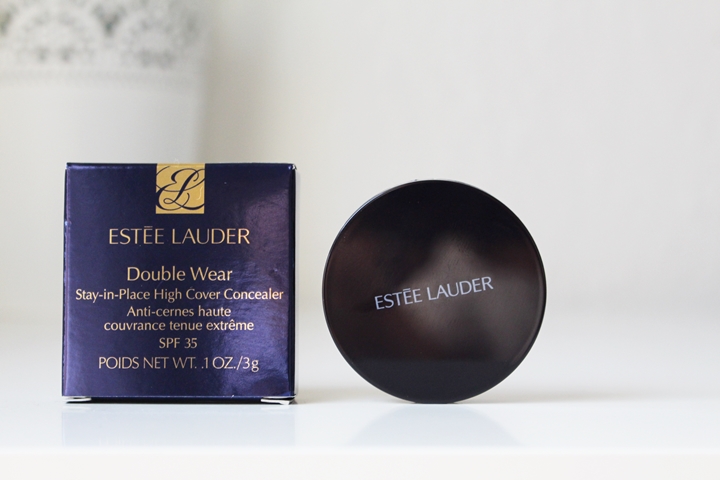 EL
ESTĒE LAUDER
Double Wear
Stay-in-Place High Cover Concealer
Anti-cernes haute
couvrance tenue extrême
SPF 35
POIDS NET WT. .1 OZ./3g
ESTĒE LAUDER